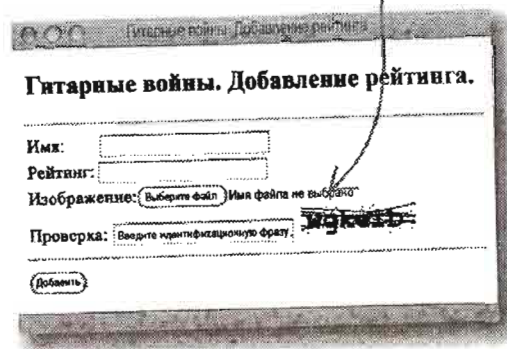 Гитарные войны. Добавление рейтинга
Гитарные войны. Добавление рейтинга.
Имя:
Рейтинг:
Изображение: Выберите файл Имя файла не выбрано
Проверка: Введите идентификационную фразу.
Добавить